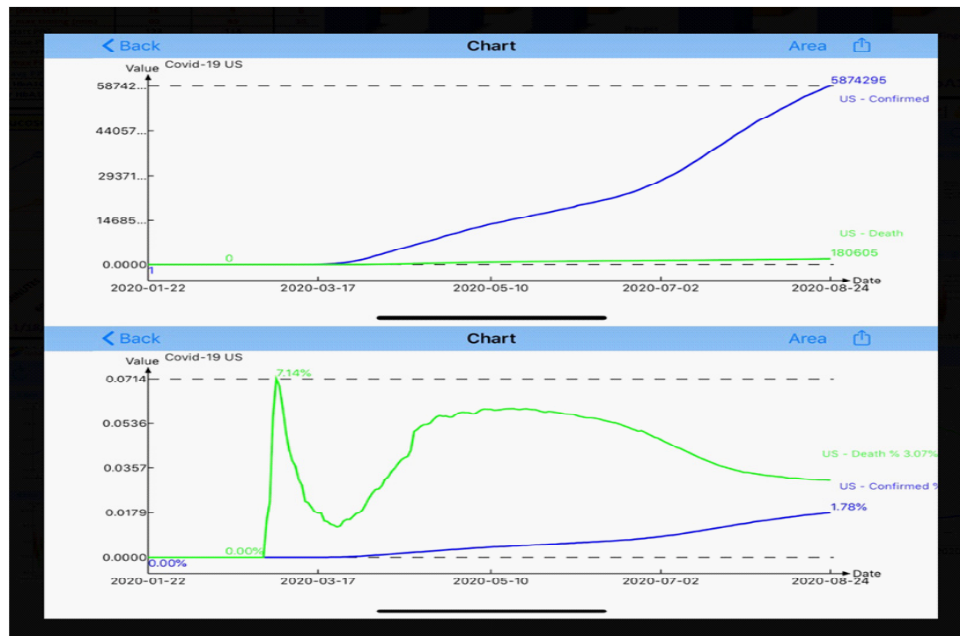 Back Chart Area
Value Covid-19 US
5874295
58742...
US - Confirmed
44057...
29371...
14685...
US - Death
0
180605
0.0000
1
Date
2020-01-22 2020-03-17 2020-05-10 2020-07-02 2020-08-24
Back Chart Area
Value Covid-19 US
7.14%
0.0714
0.0536
US - Death % 3.07%
0.0357
US - Confirmed %
1.78%
0.0179
0.00%
0.0000
0.00%
Date
2020-01-22 2020-03-17 2020-05-10 2020-07-02 2020-08-24